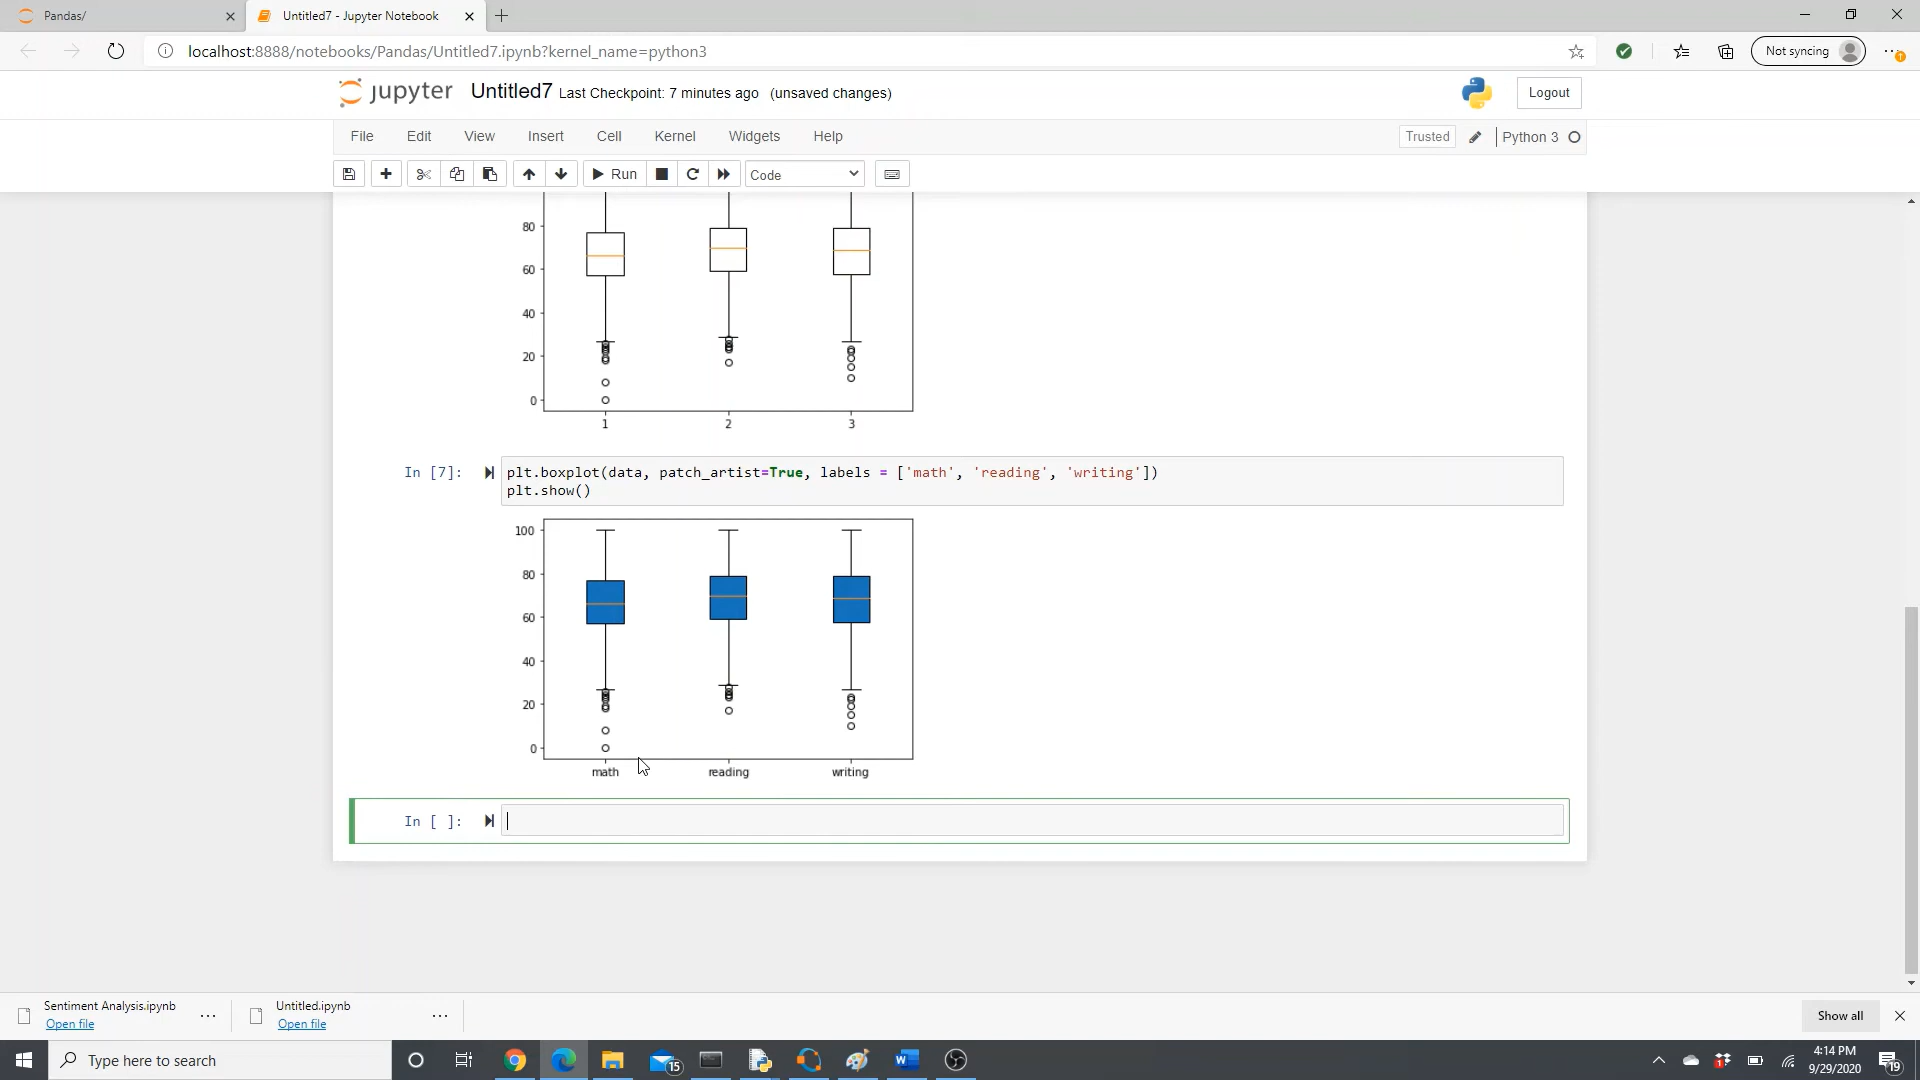 Pandas/
Untitled7 - Jupyter Notebook
localhost:8888/notebooks/Pandas/Untitled7.ipynb?kernel_name=python3
Not syncing
jupyter Untitled7 Last Checkpoint: 7 minutes ago (unsaved changes)
Logout
File Edit View Insert Cell Kernel Widgets Help
Trusted
Python 3
Run
Code
80
60
40
20
0
1 2 3
In [7]:
plt.boxplot(data, patch_artist=True, labels = ['math', 'reading', 'writing'])
plt.show()
100
80
60
40
20
0
math reading writing
In [ ]:
Sentiment Analysis.ipynb
Open file
Untitled.ipynb
Open file
Show all
Type here to search
15
W
1
4:14 PM
9/29/2020
19